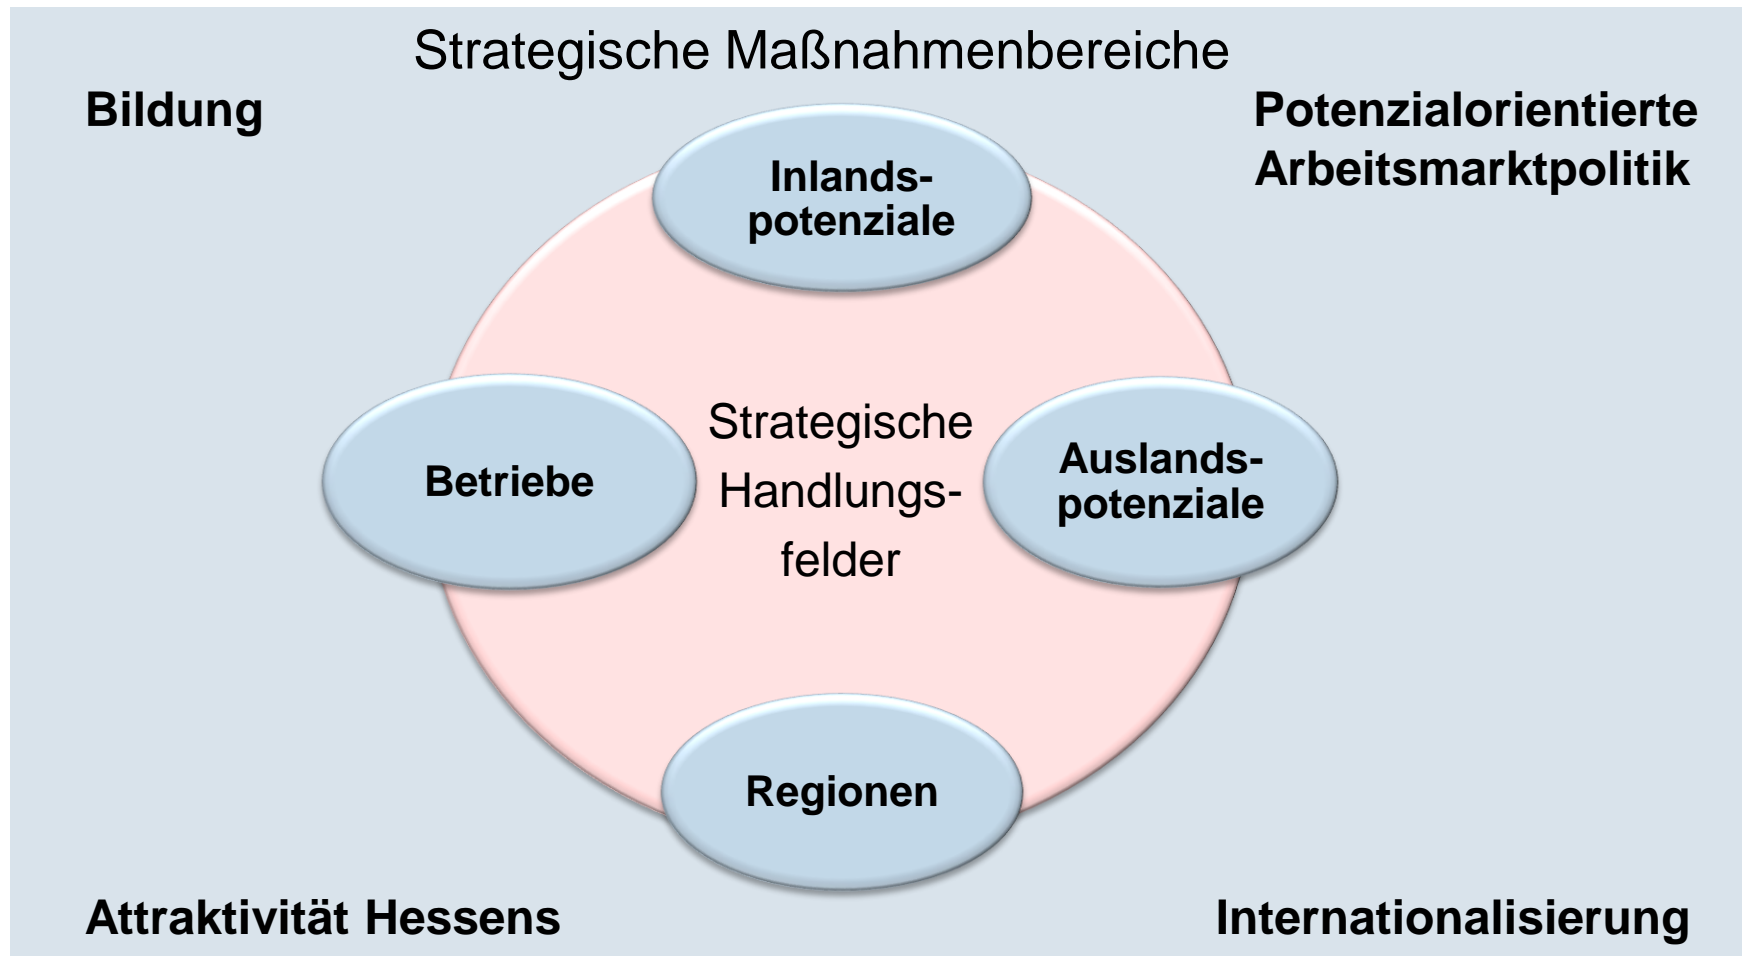 Strategische Maßnahmenbereiche
Bildung
Potenzialorientierte
Arbeitsmarktpolitik
Inlands-
potenziale
Betriebe
Strategische
Handlungs-
felder
Auslands-
potenziale
Regionen
Attraktivität Hessens
Internationalisierung